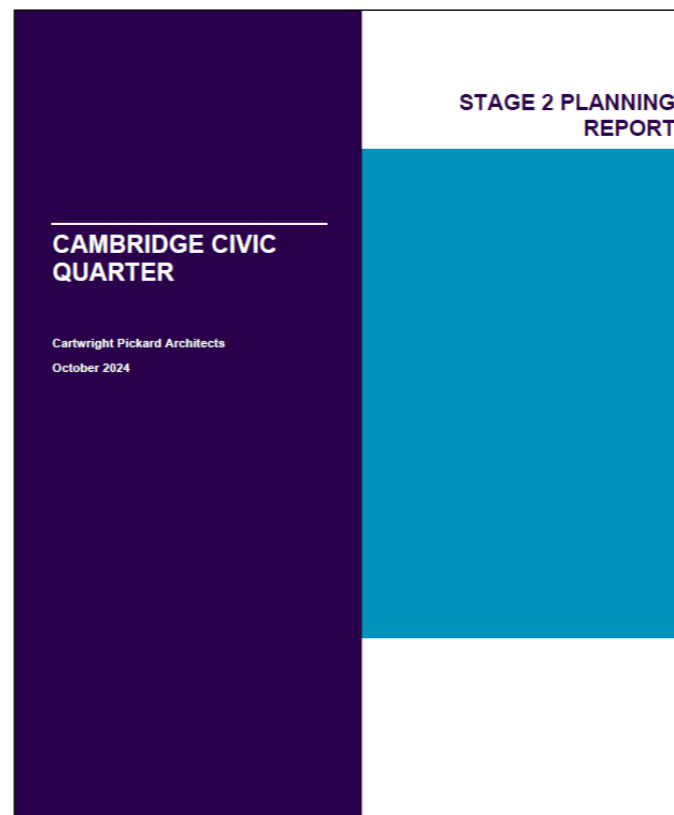 STAGE 2 PLANNING
REPORT
CAMBRIDGE CIVIC
QUARTER
Cartwright Pickard Architects
October 2024